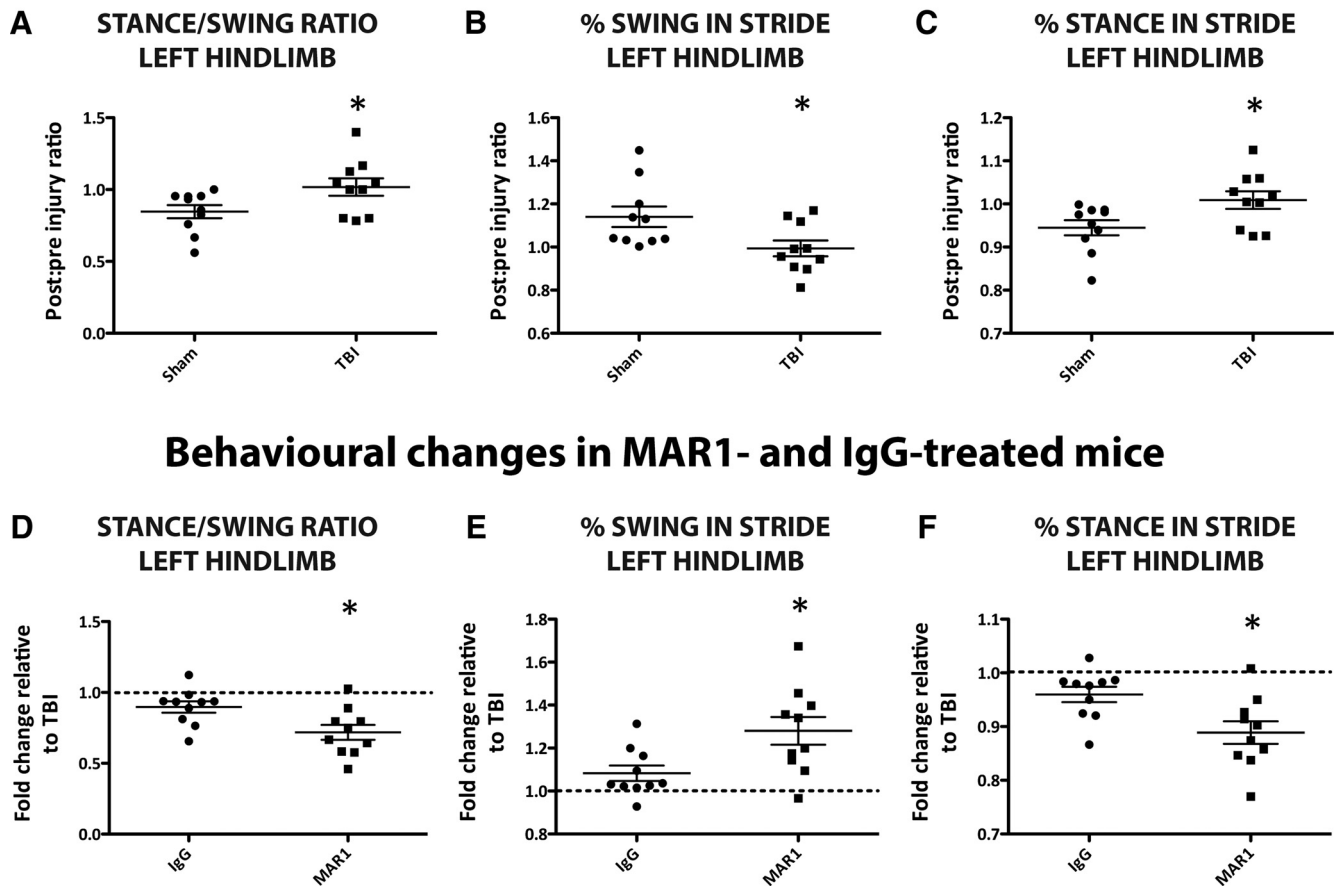 A
STANCE/SWING RATIO
LEFT HINDLIMB
*
Post:pre injury ratio
1.5
1.0
0.5
0.0
Sham
TBI
B
% SWING IN STRIDE
LEFT HINDLIMB
*
Post:pre injury ratio
1.6
1.4
1.2
1.0
0.8
0.6
Sham
TBI
C
% STANCE IN STRIDE
LEFT HINDLIMB
*
Post:pre injury ratio
1.2
1.1
1.0
0.9
0.8
0.7
Sham
TBI
Behavioural changes in MAR1- and IgG-treated mice
D
STANCE/SWING RATIO
LEFT HINDLIMB
*
Fold change relative
to TBI
1.5
1.0
0.5
0.0
IgG
MAR1
E
% SWING IN STRIDE
LEFT HINDLIMB
*
Fold change relative
to TBI
1.8
1.6
1.4
1.2
1.0
0.8
IgG
MAR1
F
% STANCE IN STRIDE
LEFT HINDLIMB
*
Fold change relative
to TBI
1.1
1.0
0.9
0.8
0.7
IgG
MAR1